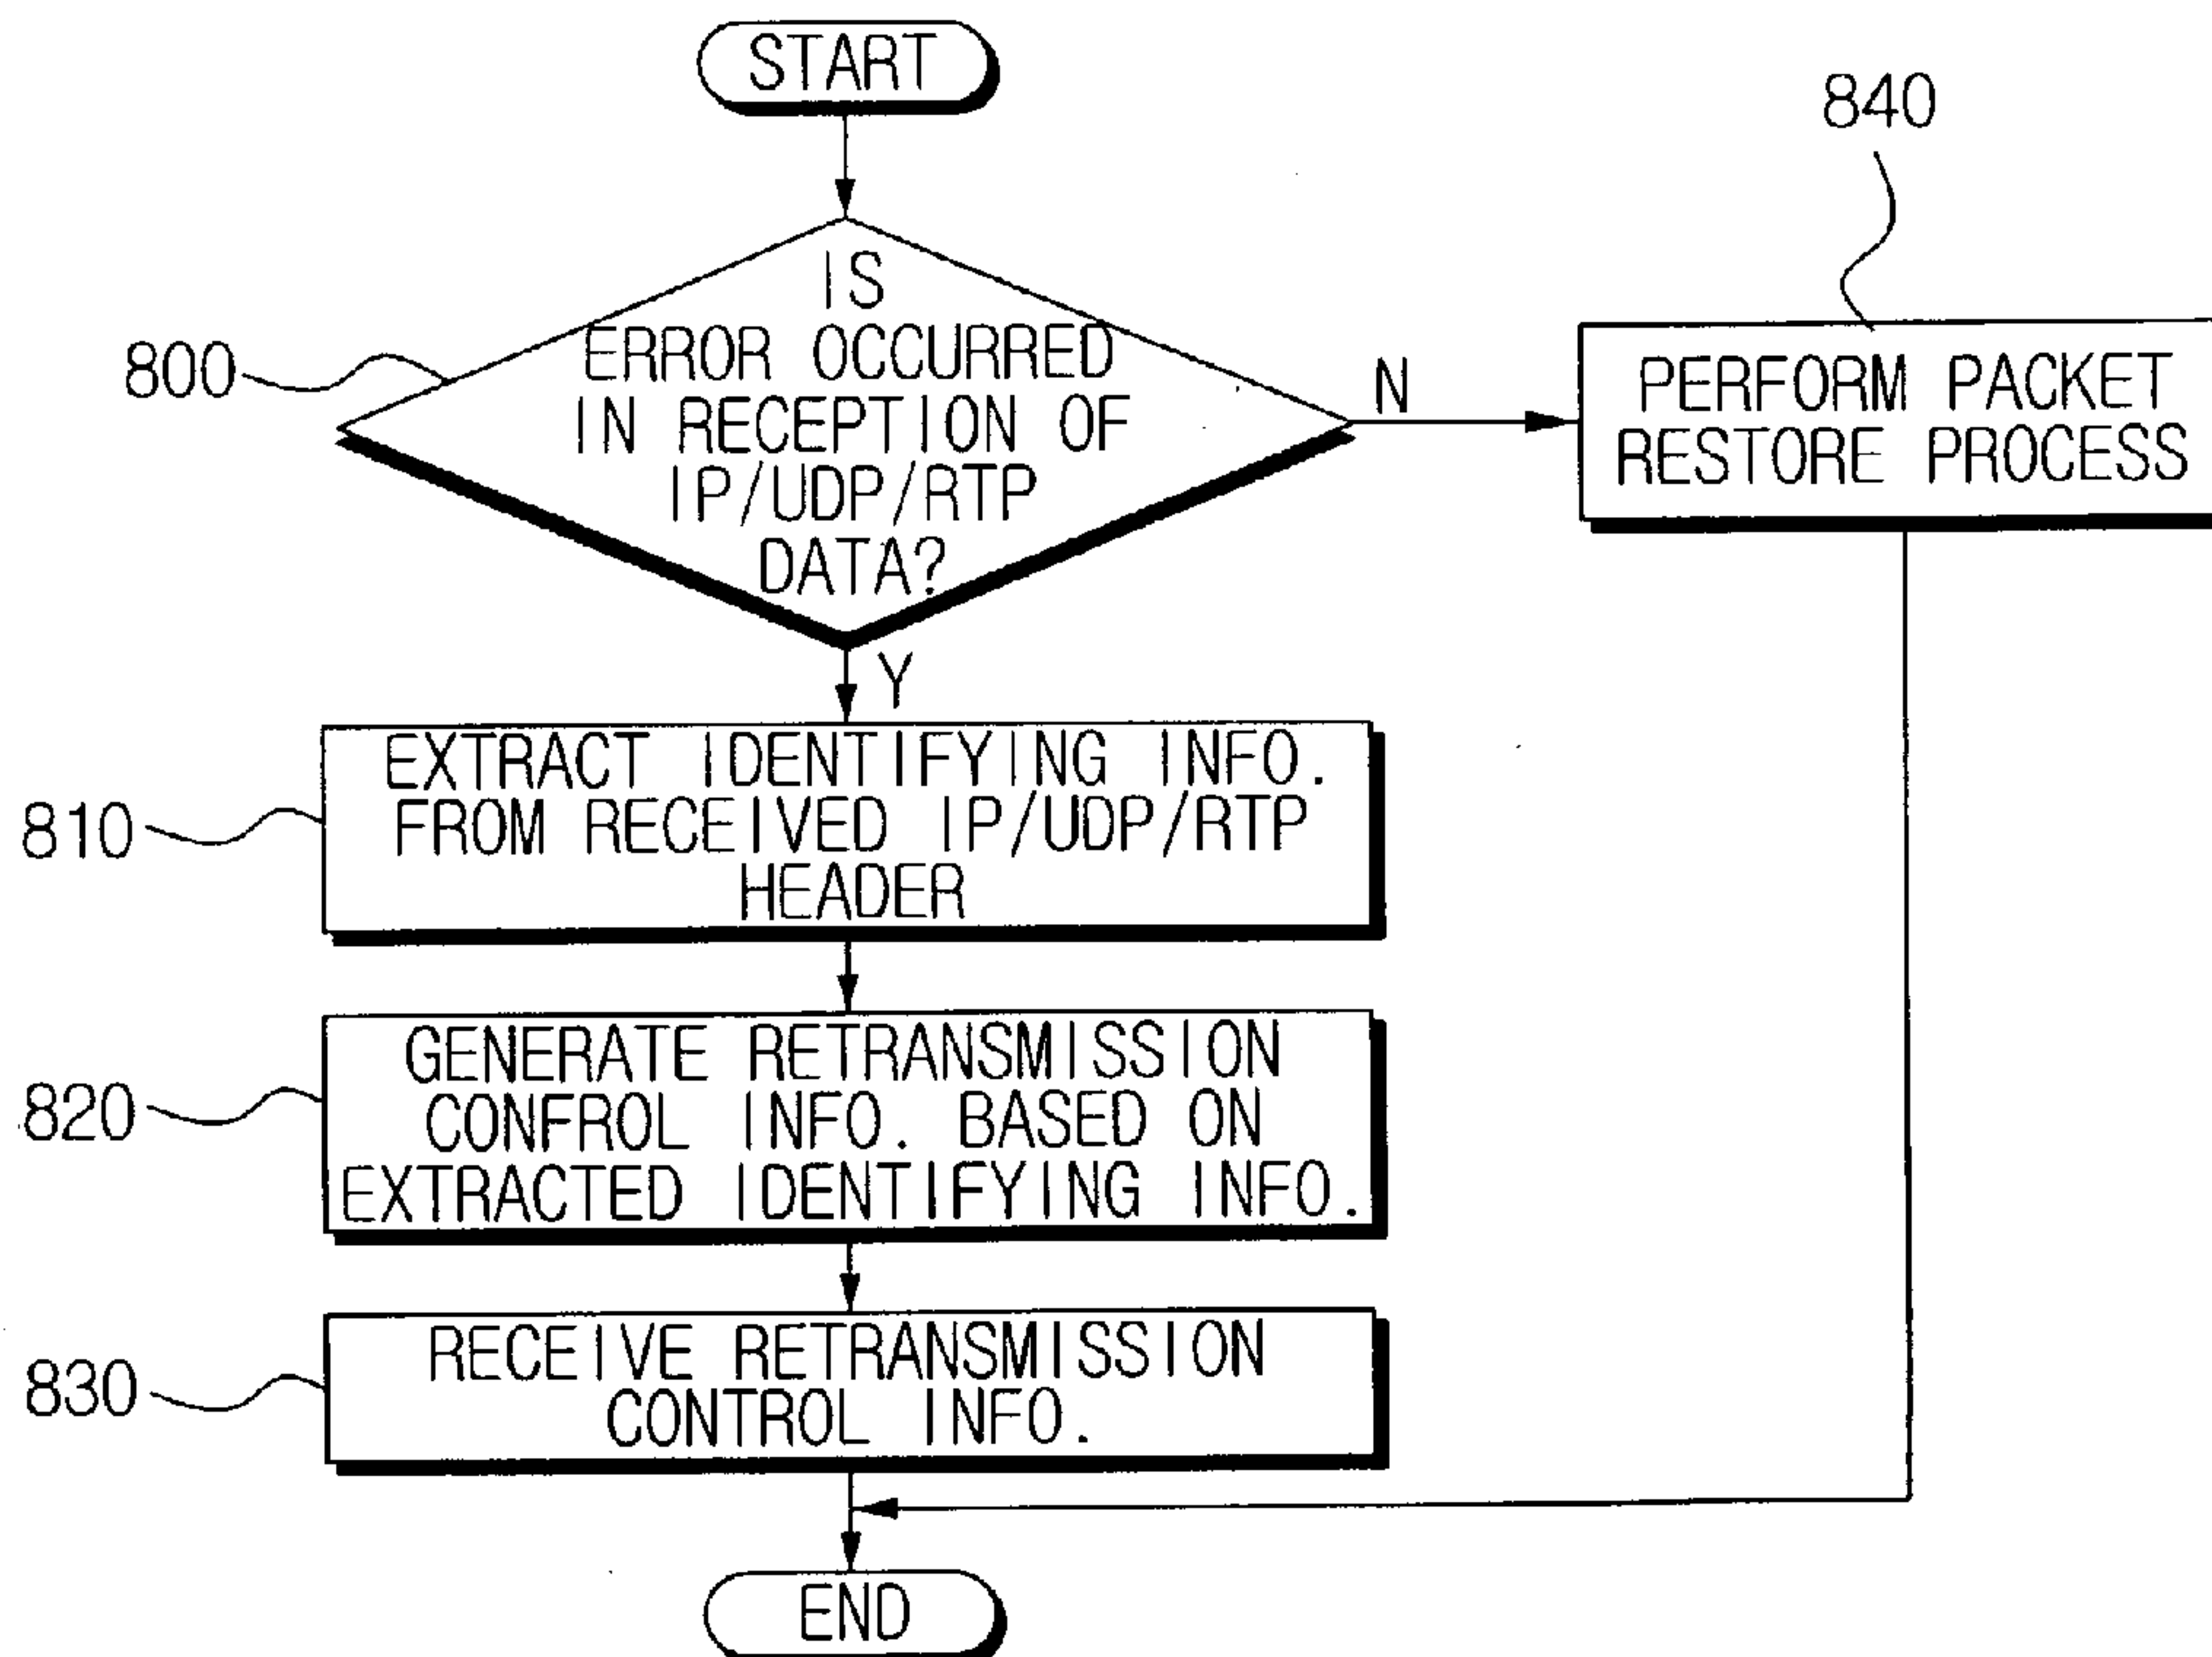 START
840
IS
ERROR OCCURRED
IN RECEPTION OF
IP/UDP/RTP
DATA?
800
N
PERFORM PACKET
RESTORE PROCESS
Y
EXTRACT IDENTIFYING INFO.
FROM RECEIVED IP/UDP/RTP
HEADER
810
GENERATE RETRANSMISSION
CONFROL INFO. BASED ON
EXTRACTED IDENTIFYING INFO.
820
RECEIVE RETRANSMISSION
CONTROL INFO.
830
END